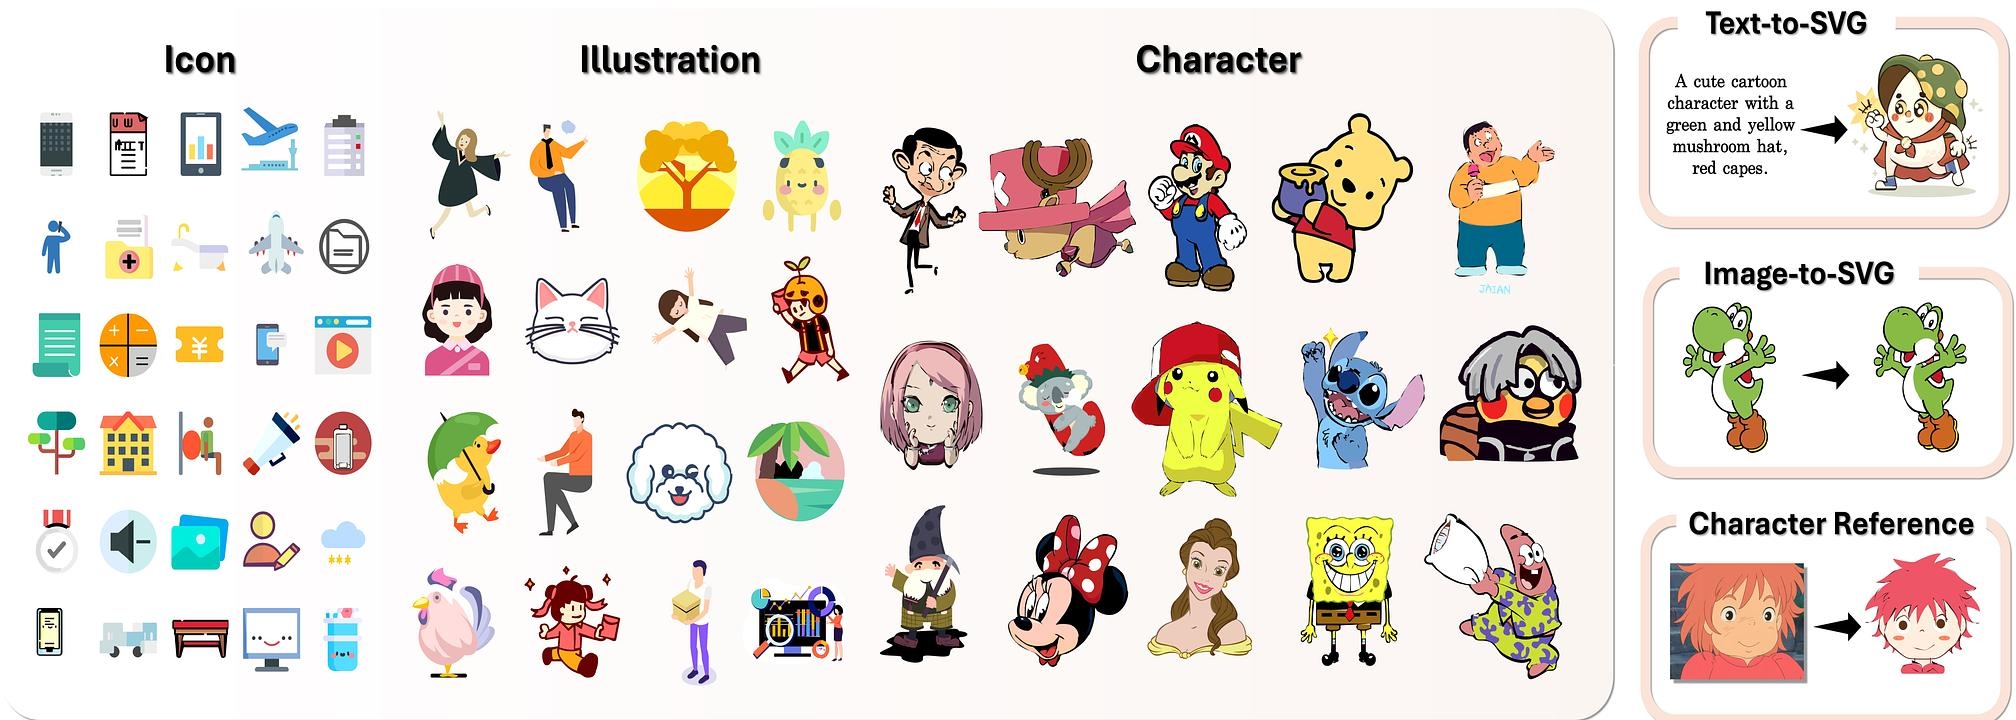 Icon
Illustration
Character
U W
¥
JAIAN
Text-to-SVG
A cute cartoon
character with a
green and yellow
mushroom hat,
red capes.
Image-to-SVG
Character Reference